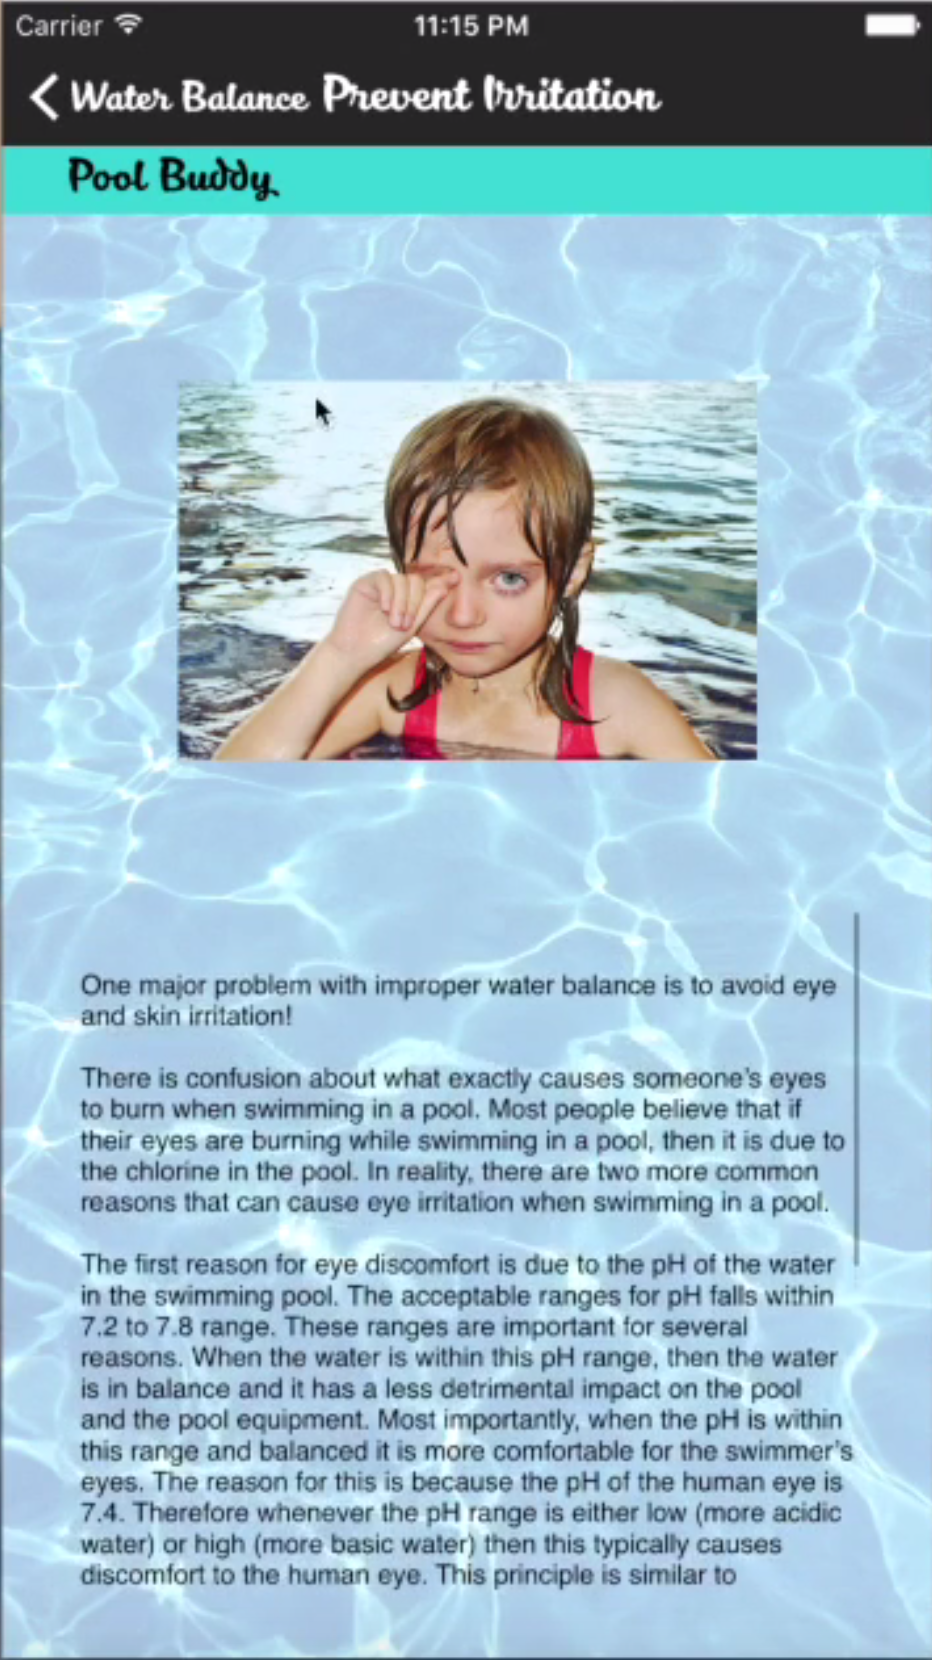 Carrier 11:15 PM
Water Balance Prevent Irritation
Pool Buddy
One major problem with improper water balance is to avoid eye
and skin irritation!
There is confusion about what exactly causes someone's eyes
to burn when swimming in a pool. Most people believe that if
their eyes are burning while swimming in a pool, then it is due to
the chlorine in the pool. In reality, there are two more common
reasons that can cause eye irritation when swimming in a pool.
The first reason for eye discomfort is due to the pH of the water
in the swimming pool. The acceptable ranges for pH falls within
7.2 to 7.8 range. These ranges are important for several
reasons. When the water is within this pH range, then the water
is in balance and it has a less detrimental impact on the pool
and the pool equipment. Most importantly, when the pH is within
this range and balanced it is more comfortable for the swimmer's
eyes. The reason for this is because the pH of the human eye is
7.4. Therefore whenever the pH range is either low (more acidic
water) or high (more basic water) then this typically causes
discomfort to the human eye. This principle is similar to